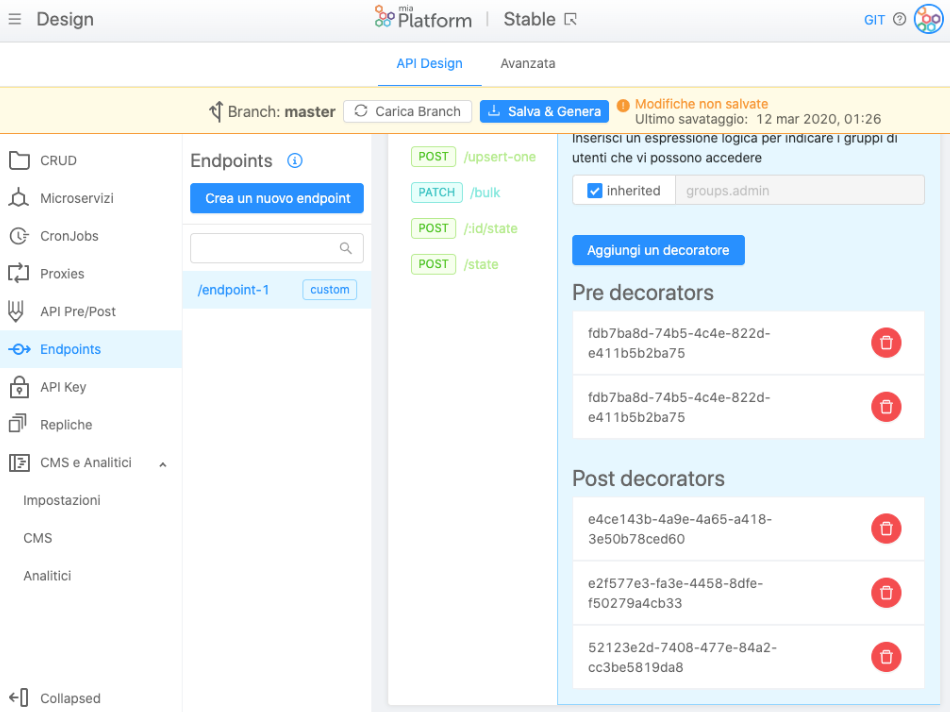 Design
mia
Platform
Stable
GIT
API Design
Avanzata
Branch: master
Carica Branch
Salva & Genera
Modifiche non salvate
Ultimo savataggio: 12 mar 2020, 01:26
CRUD
Microservizi
CronJobs
Proxies
API Pre/Post
Endpoints
API Key
Repliche
CMS e Analitici
Impostazioni
CMS
Analitici
Collapsed
Endpoints
Crea un nuovo endpoint
/endpoint-1 custom
POST /upsert-one
PATCH /bulk
POST /:id/state
POST /state
Inserisci un espressione logica per indicare i gruppi di
utenti che vi possono accedere
inherited groups.admin
Aggiungi un decoratore
Pre decorators
fdb7ba8d-74b5-4c4e-822d-
e411b5b2ba75
fdb7ba8d-74b5-4c4e-822d-
e411b5b2ba75
Post decorators
e4ce143b-4a9e-4a65-a418-
3e50b78ced60
e2f577e3-fa3e-4458-8dfe-
f50279a4cb33
52123e2d-7408-477e-84a2-
cc3be5819da8